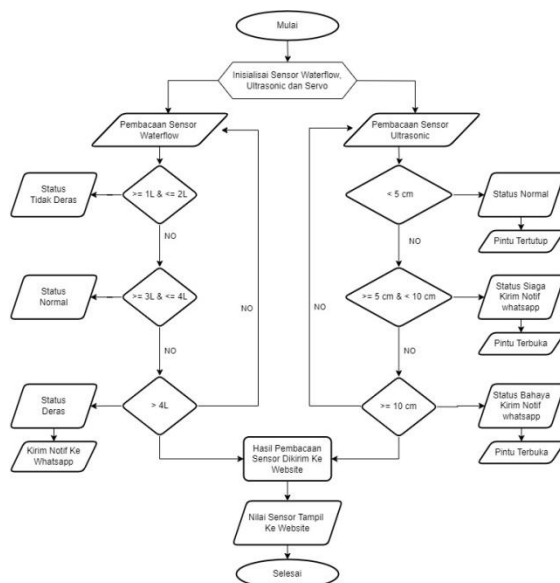 Mulai
Inisialisai Sensor Waterflow,
Ultrasonic dan Servo
Pembacaan Sensor
Waterflow
Pembacaan Sensor
Ultrasonic
Status
Tidak Deras
>= 1L & <= 2L
< 5 cm
Status Normal
NO
NO
Pintu Tertutup
Status
Normal
>= 3L & <= 4L
NO
NO
>= 5 cm & < 10 cm
Status Siaga
Kirim Notif
whatsapp
Pintu Terbuka
NO
NO
Status
Deras
> 4L
>= 10 cm
Status Bahaya
Kirim Notif
whatsapp
Kirim Notif Ke
Whatsapp
Hasil Pembacaan
Sensor Dikirim Ke
Website
Pintu Terbuka
Nilai Sensor Tampil
Ke Website
Selesai